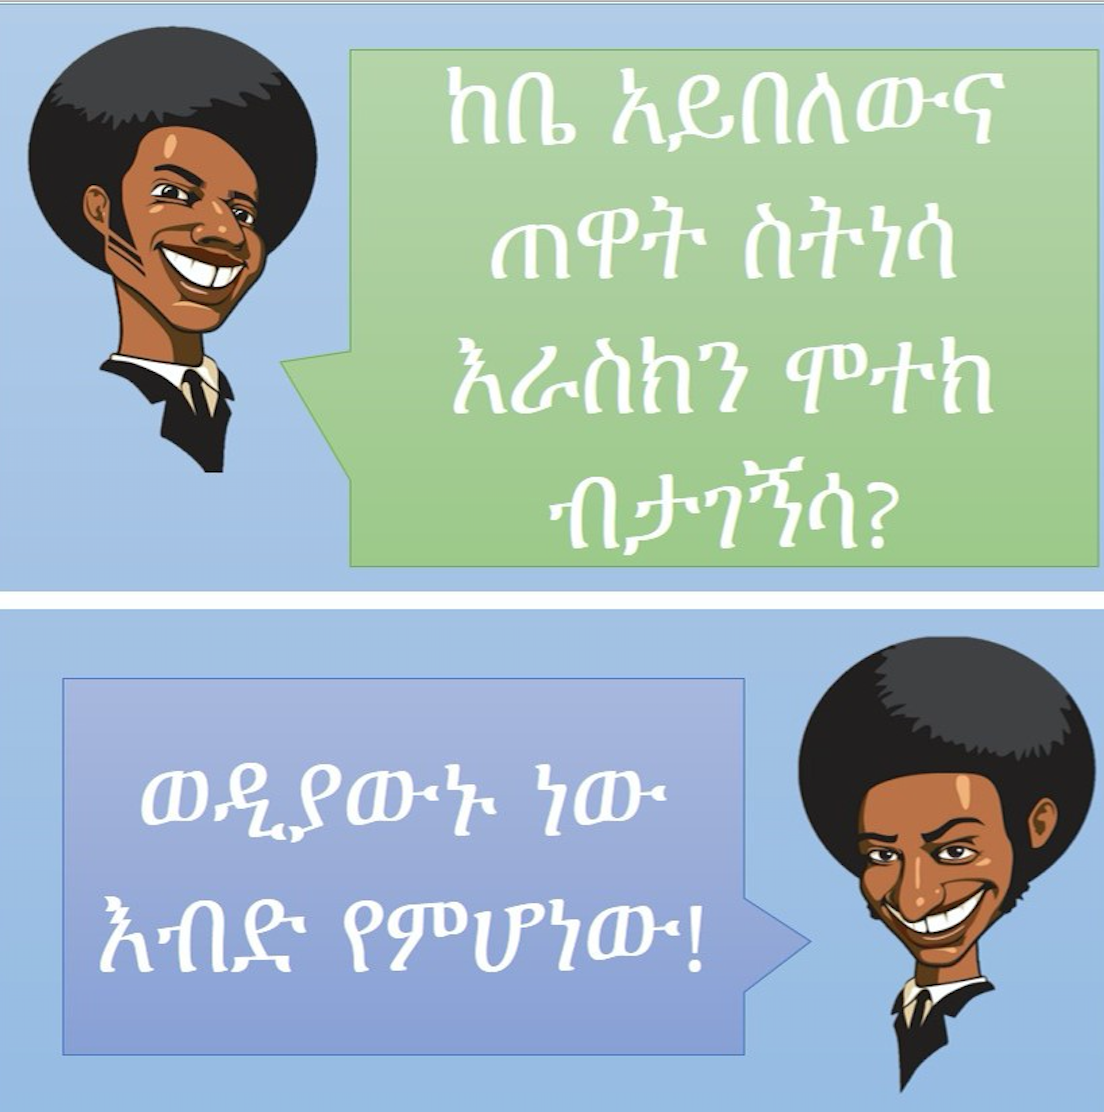 ከቤ አይበለውና
ጠዋት ስትነሳ
እራስክን ሞተክ
ብታገኝሳ?
ወዲያውኑ ነው
እብድ የምሆነው!